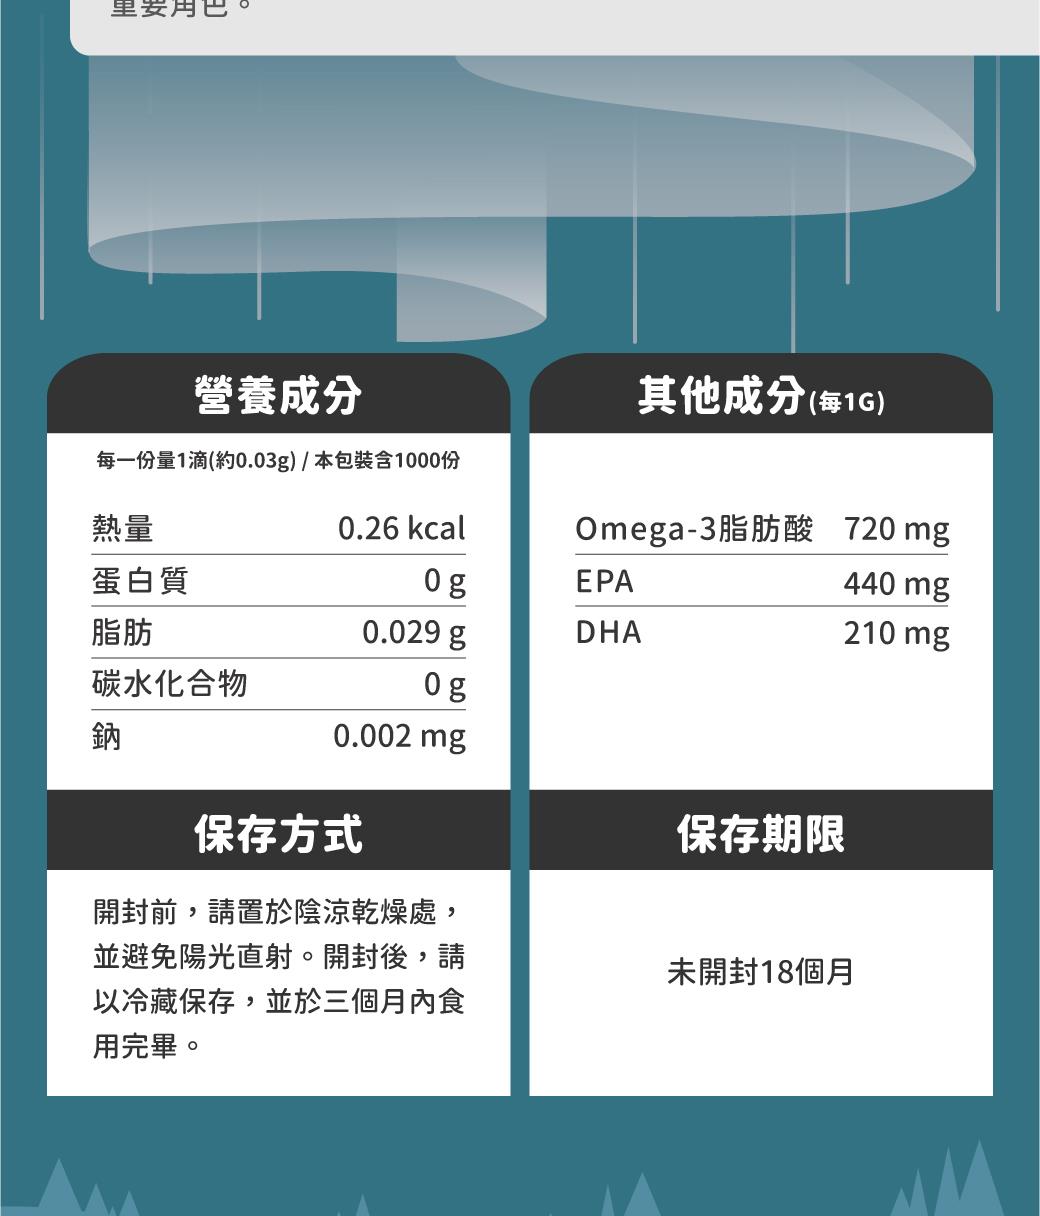 重要角色。
營養成分
每一份量1滴(約0.03g) / 本包裝含1000份
熱量 0.26 kcal
蛋白質 0 g
脂肪 0.029 g
碳水化合物 0 g
鈉 0.002 mg
其他成分(每1G)
Omega-3脂肪酸 720 mg
EPA 440 mg
DHA 210 mg
保存方式
開封前，請置於陰涼乾燥處，
並避免陽光直射。開封後，請
以冷藏保存，並於三個月內食
用完畢。
保存期限
未開封18個月